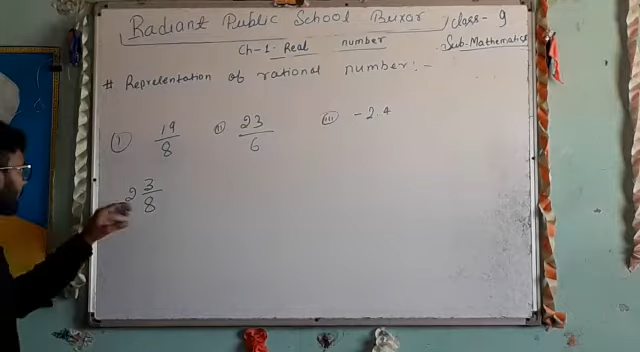 Radiant Public School Buxar / class - 9
Ch-1. Real number Sub-Mathematics
# Representation of rational number:-
(i) 19/8 (ii) 23/6 (iii) -2.4
2 3/8